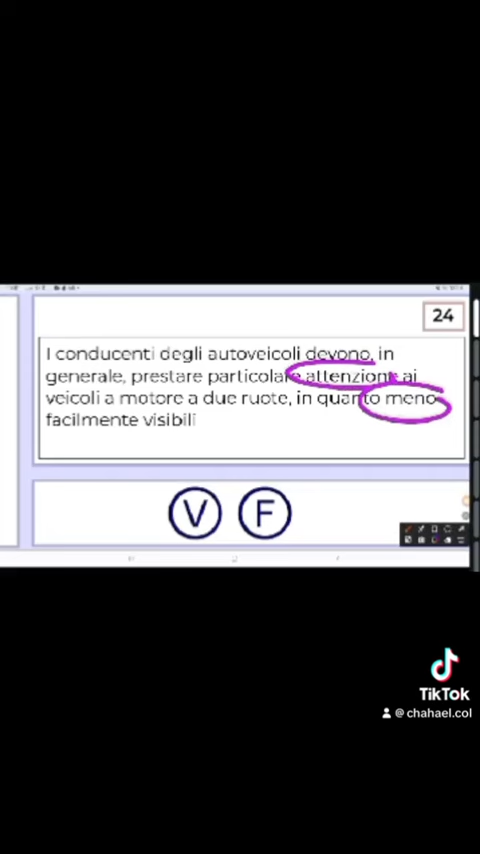 24
I conducenti degli autoveicoli devono, in
generale, prestare particolare attenzione ai
veicoli a motore a due ruote, in quanto meno
facilmente visibili
V F
TikTok
@ chahael.col